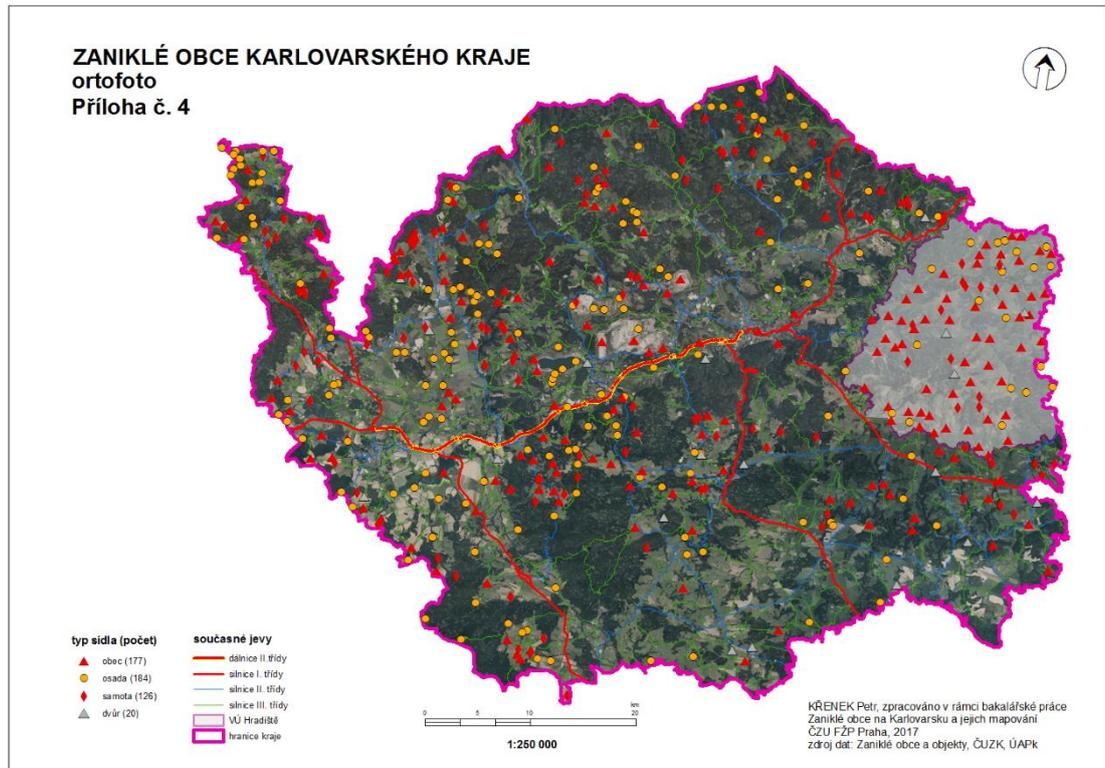 ZANIKLÉ OBCE KARLOVARSKÉHO KRAJE
ortofoto
Příloha č. 4
typ sídla (počet)
obec (177)
osada (184)
samota (126)
dvůr (20)
současné jevy
dálnice II. třídy
silnice I. třídy
silnice II. třídy
silnice III. třídy
VÚ Hradiště
hranice kraje
km
0 5 10 20
1:250 000
KŘENEK Petr, zpracováno v rámci bakalářské práce
Zaniklé obce na Karlovarsku a jejich mapování
ČZU FŽP Praha, 2017
zdroj dat: Zaniklé obce a objekty, ČUZK, ÚAPk